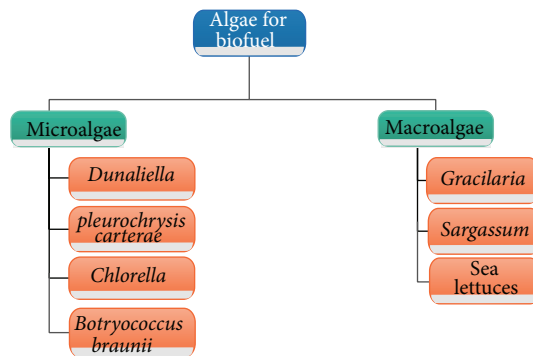 Algae for
biofuel
Microalgae
Dunaliella
pleurochrysis
carterae
Chlorella
Botryococcus
braunii
Macroalgae
Gracilaria
Sargassum
Sea
lettuces